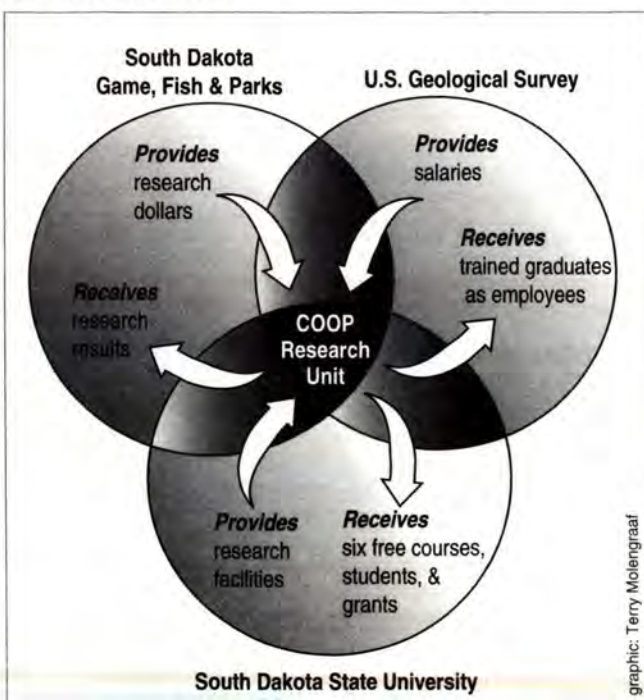 South Dakota
Game, Fish & Parks
U.S. Geological Survey
Provides
research
dollars
Receives
research
results
Provides
salaries
Receives
trained graduates
as employees
COOP
Research
Unit
Provides
research
facilities
Receives
six free courses,
students, &
grants
South Dakota State University
graphic: Terry Molengraaf